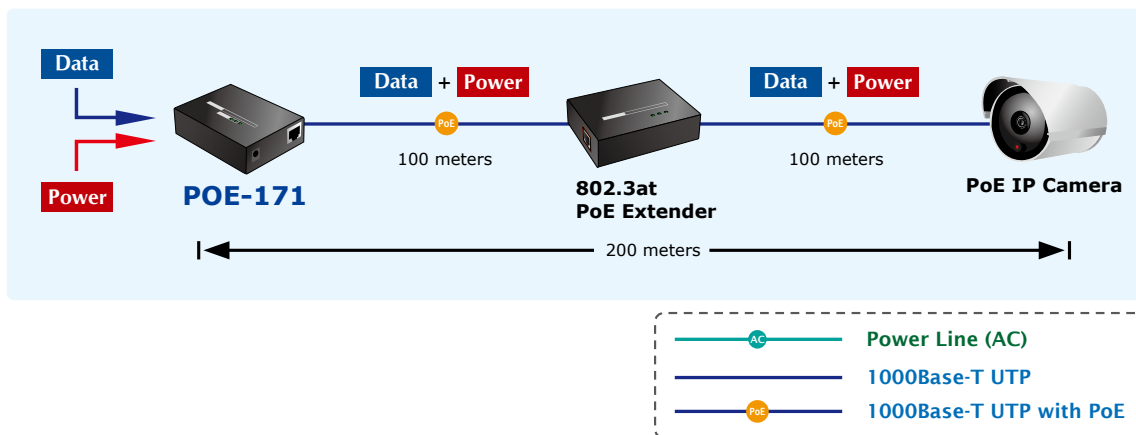 Data
Power
POE-171
Data + Power
PoE
100 meters
802.3at
PoE Extender
Data + Power
PoE
100 meters
PoE IP Camera
200 meters
AC
Power Line (AC)
1000Base-T UTP
PoE
1000Base-T UTP with PoE